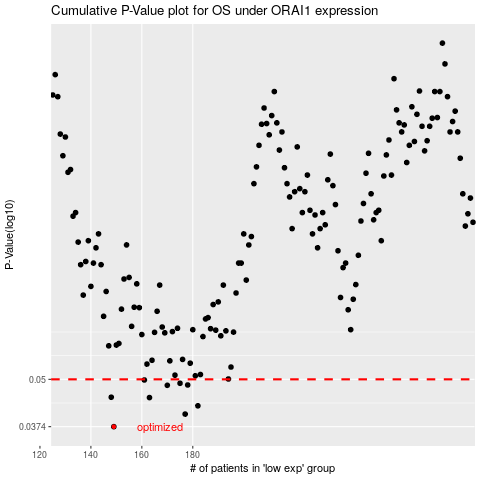 Cumulative P-Value plot for OS under ORAI1 expression
P-Value(log10)
0.05
0.0374
optimized
120 140 160 180
# of patients in 'low exp' group